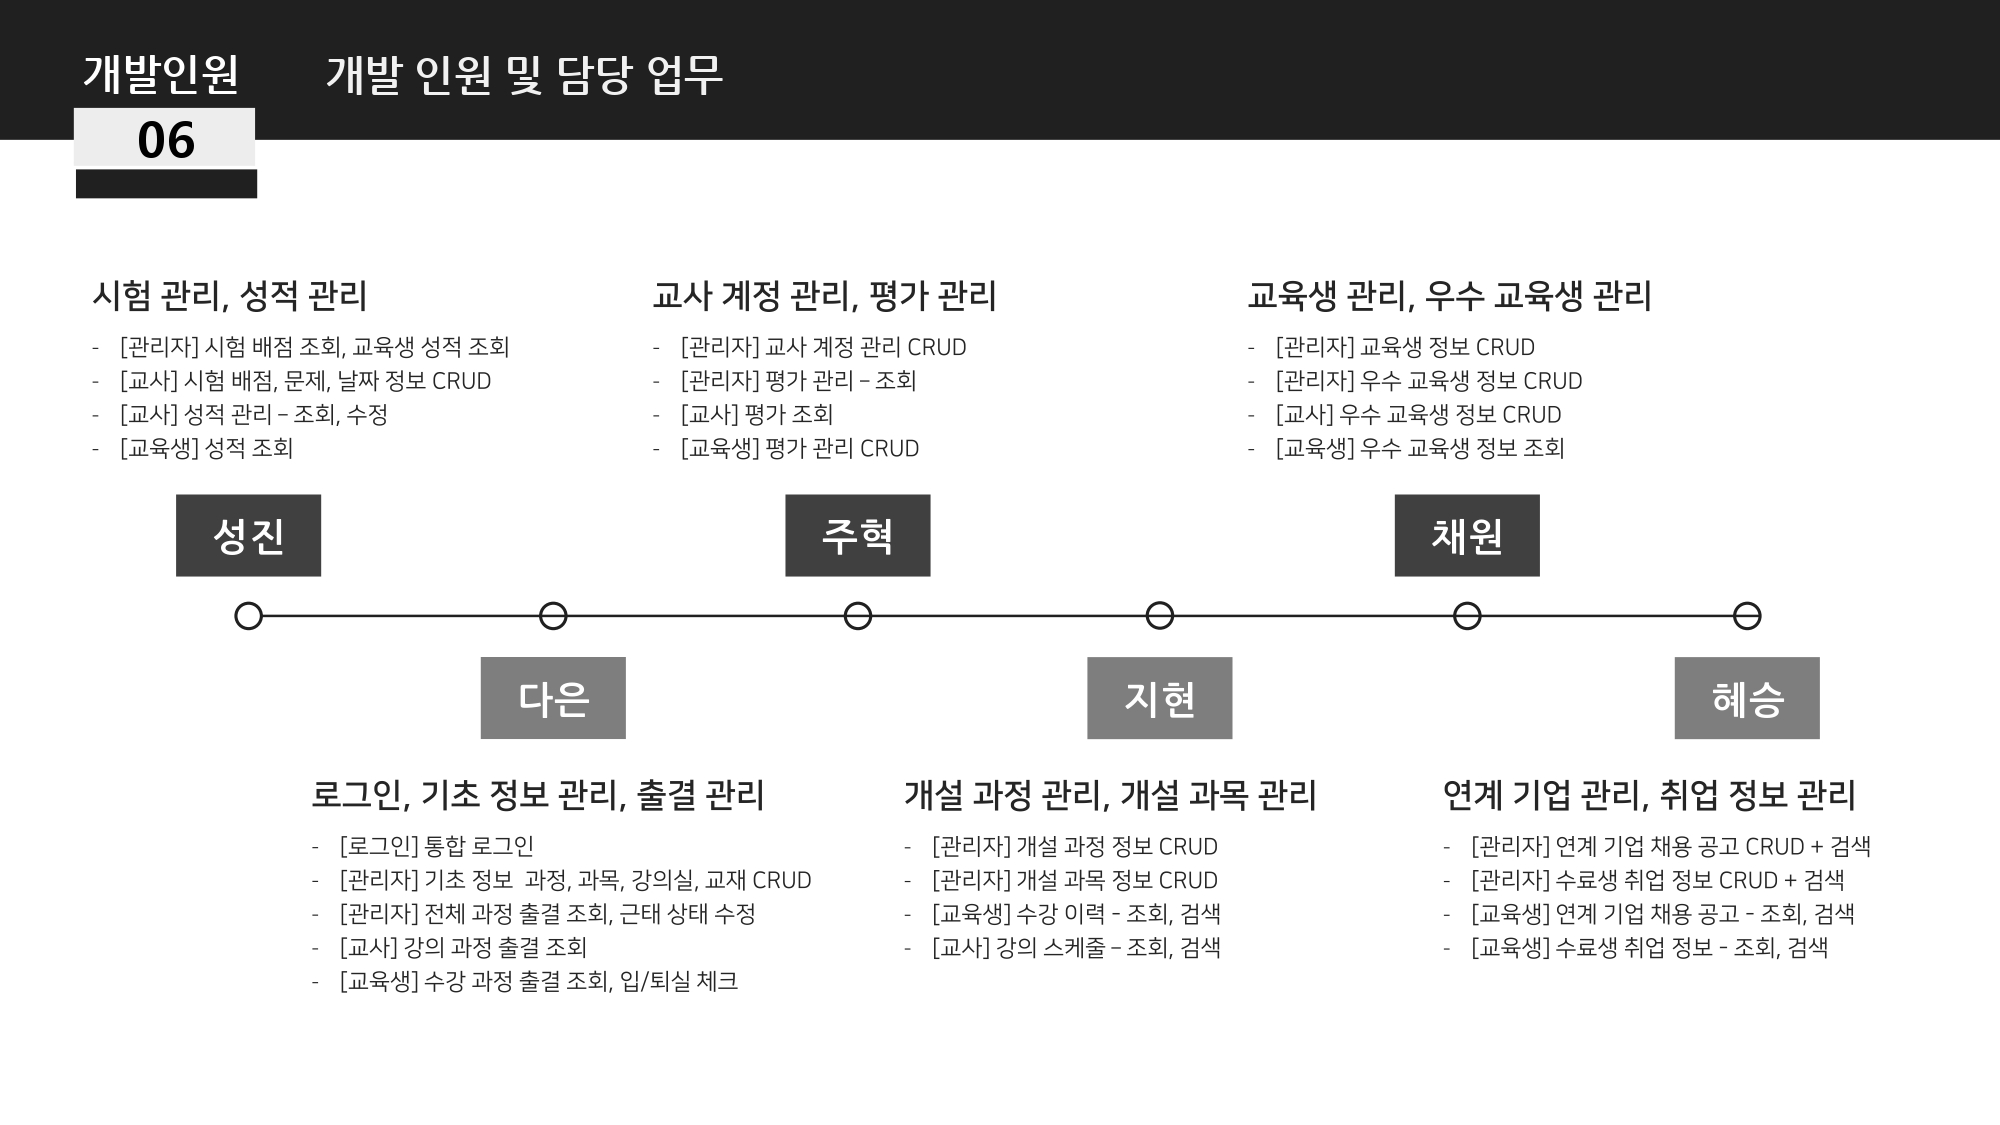 개발인원
개발 인원 및 담당 업무
06
시험 관리, 성적 관리
- [관리자] 시험 배점 조회, 교육생 성적 조회
- [교사] 시험 배점, 문제, 날짜 정보 CRUD
- [교사] 성적 관리 – 조회, 수정
- [교육생] 성적 조회
성진
교사 계정 관리, 평가 관리
- [관리자] 교사 계정 관리 CRUD
- [관리자] 평가 관리 – 조회
- [교사] 평가 조회
- [교육생] 평가 관리 CRUD
주혁
교육생 관리, 우수 교육생 관리
- [관리자] 교육생 정보 CRUD
- [관리자] 우수 교육생 정보 CRUD
- [교사] 우수 교육생 정보 CRUD
- [교육생] 우수 교육생 정보 조회
채원
다은
로그인, 기초 정보 관리, 출결 관리
- [로그인] 통합 로그인
- [관리자] 기초 정보  과정, 과목, 강의실, 교재 CRUD
- [관리자] 전체 과정 출결 조회, 근태 상태 수정
- [교사] 강의 과정 출결 조회
- [교육생] 수강 과정 출결 조회, 입/퇴실 체크
지현
개설 과정 관리, 개설 과목 관리
- [관리자] 개설 과정 정보 CRUD
- [관리자] 개설 과목 정보 CRUD
- [교육생] 수강 이력 - 조회, 검색
- [교사] 강의 스케줄 – 조회, 검색
혜승
연계 기업 관리, 취업 정보 관리
- [관리자] 연계 기업 채용 공고 CRUD + 검색
- [관리자] 수료생 취업 정보 CRUD + 검색
- [교육생] 연계 기업 채용 공고 - 조회, 검색
- [교육생] 수료생 취업 정보 - 조회, 검색